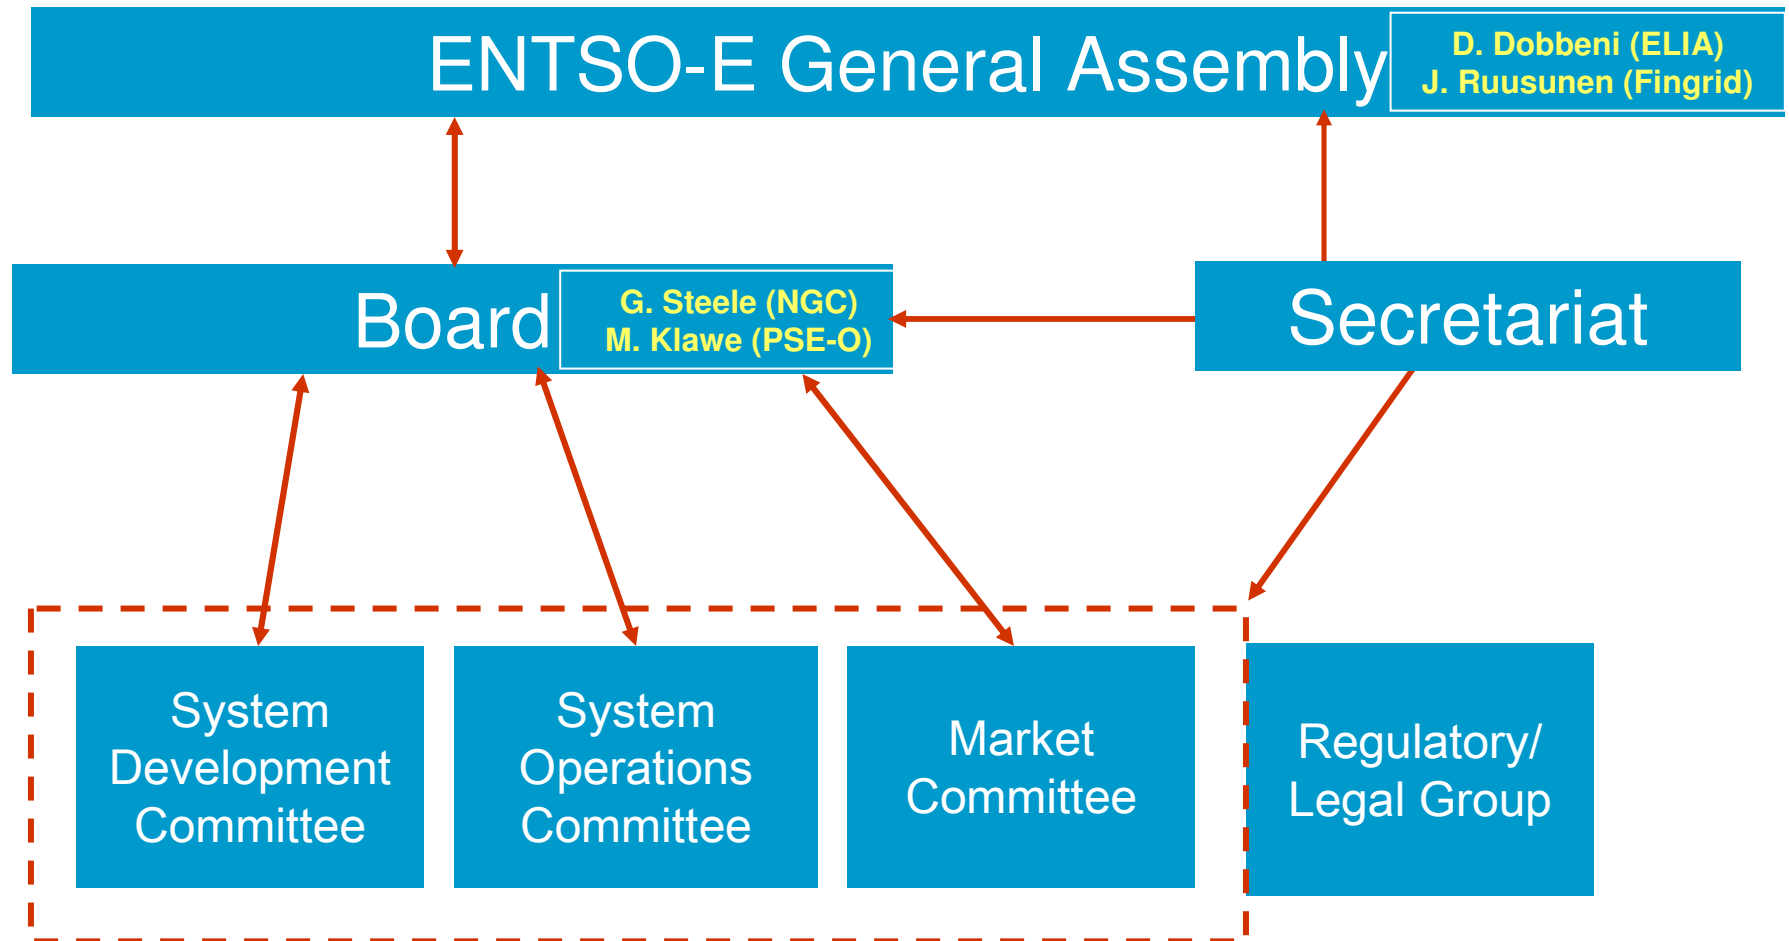 ENTSO-E General Assembly
D. Dobbeni (ELIA)
J. Ruusunen (Fingrid)
Board
G. Steele (NGC)
M. Klawe (PSE-O)
Secretariat
System
Development
Committee
System
Operations
Committee
Market
Committee
Regulatory/
Legal Group